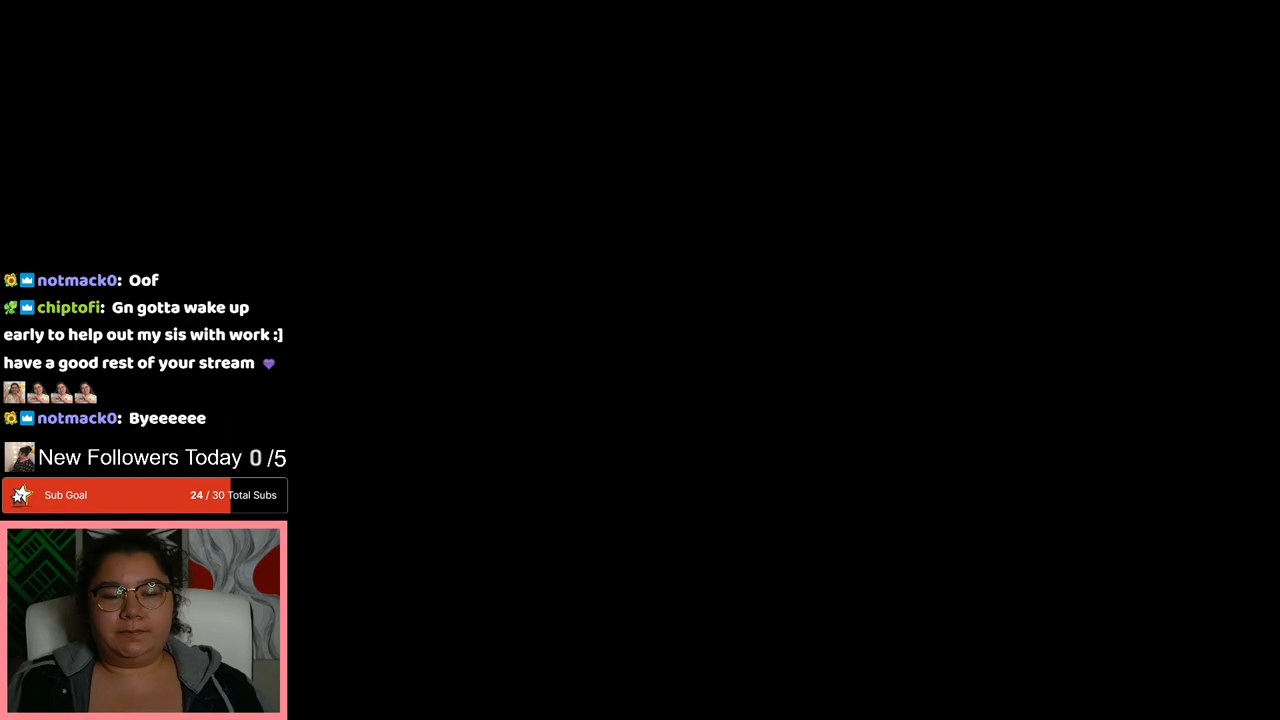 notmack0: Oof
chiptofi: Gn gotta wake up
early to help out my sis with work :]
have a good rest of your stream
notmack0: Byeeeeee
New Followers Today 0 /5
Sub Goal 24 / 30 Total Subs